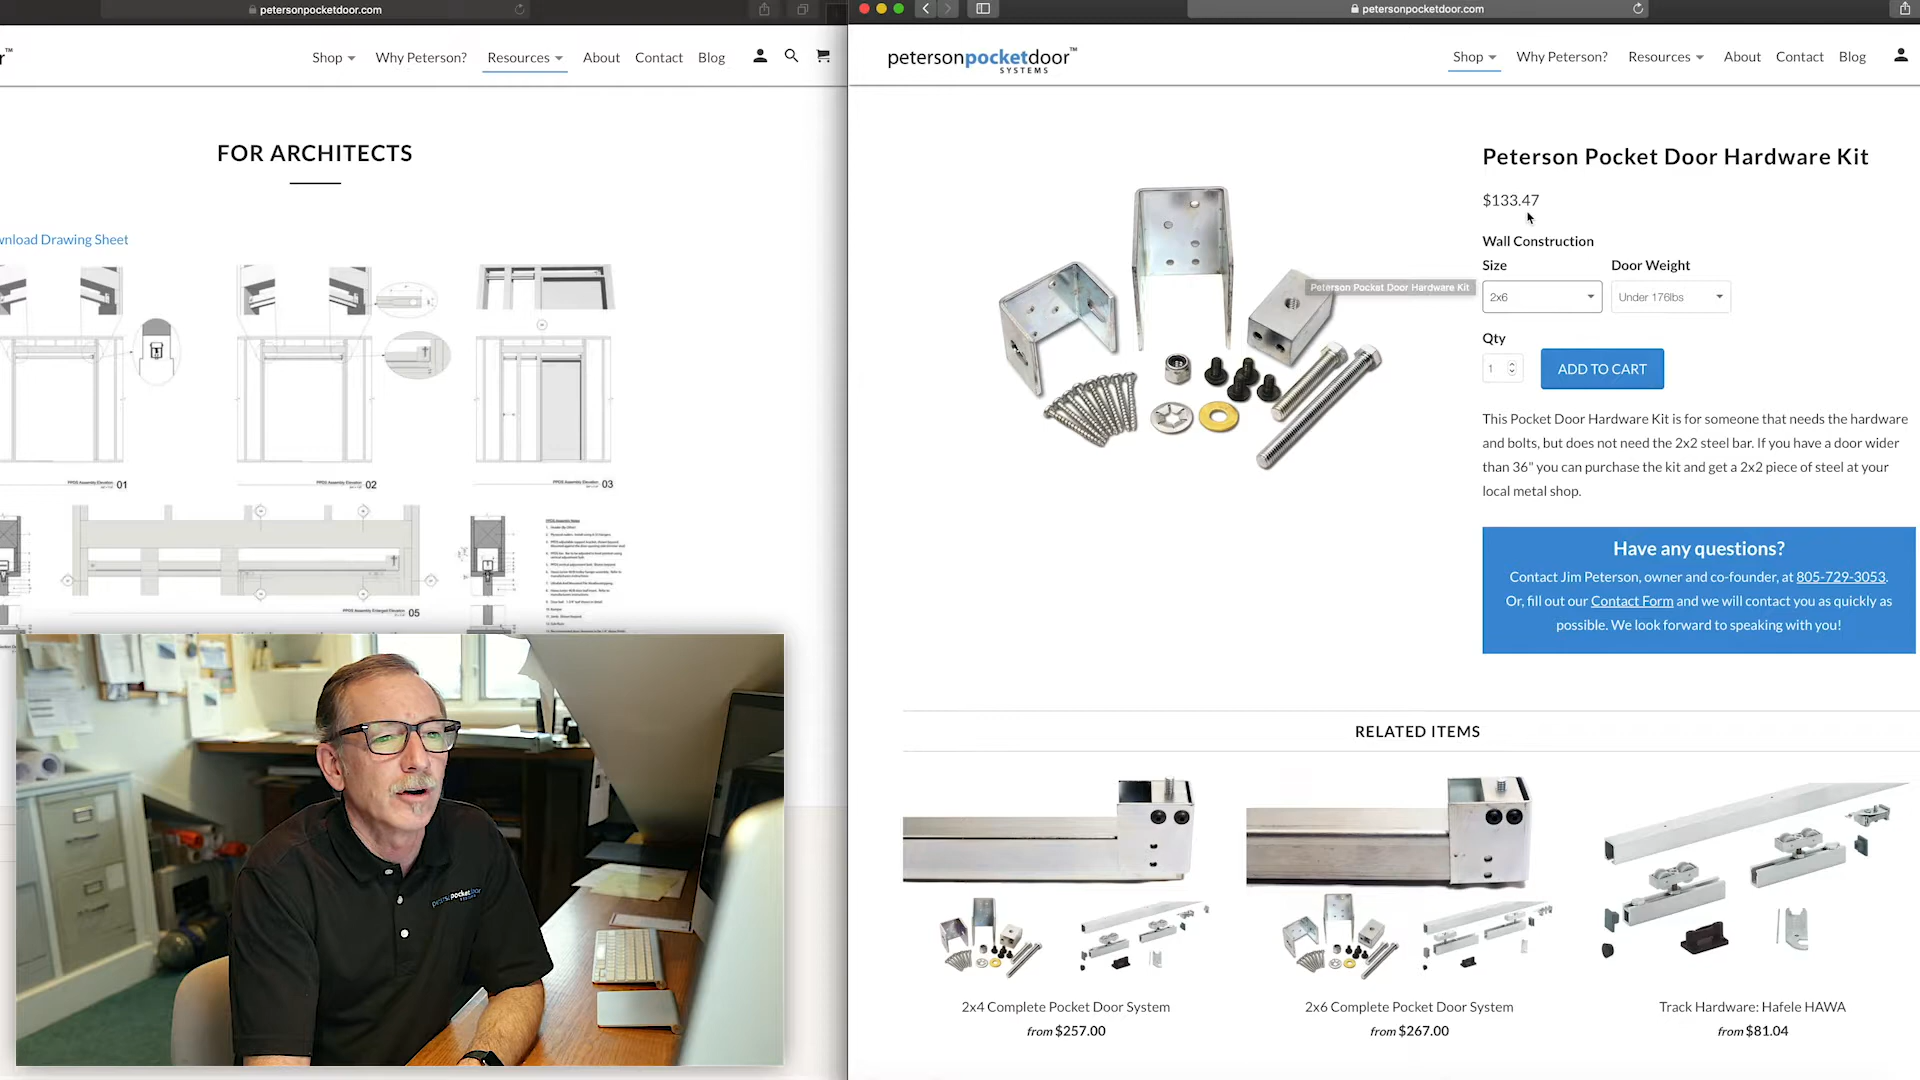 petersonpocketdoor.com
Shop Why Peterson? Resources About Contact Blog
FOR ARCHITECTS
wnload Drawing Sheet
01
02
03
05
petersonpocketdoor.com
petersonpocketdoor™
SYSTEMS
Shop Why Peterson? Resources About Contact Blog
Peterson Pocket Door Hardware Kit
Peterson Pocket Door Hardware Kit
$133.47
Wall Construction
Size Door Weight
2x6 Under 176lbs
Qty
1 ADD TO CART
This Pocket Door Hardware Kit is for someone that needs the hardware
and bolts, but does not need the 2x2 steel bar. If you have a door wider
than 36" you can purchase the kit and get a 2x2 piece of steel at your
local metal shop.
Have any questions?
Contact Jim Peterson, owner and co-founder, at 805-729-3053.
Or, fill out our Contact Form and we will contact you as quickly as
possible. We look forward to speaking with you!
RELATED ITEMS
2x4 Complete Pocket Door System
from $257.00
2x6 Complete Pocket Door System
from $267.00
Track Hardware: Hafele HAWA
from $81.04